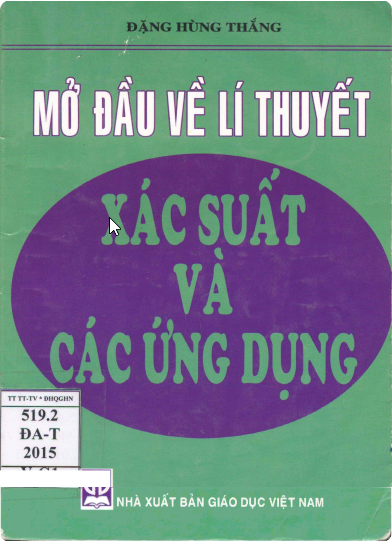 ĐẶNG HÙNG THẮNG
MỞ ĐẦU VỀ LÍ THUYẾT
XÁC SUẤT
VÀ
CÁC ỨNG DỤNG
TT TT-TV * ĐHQGHN
519.2
ĐA-T
2015
NHÀ XUẤT BẢN GIÁO DỤC VIỆT NAM